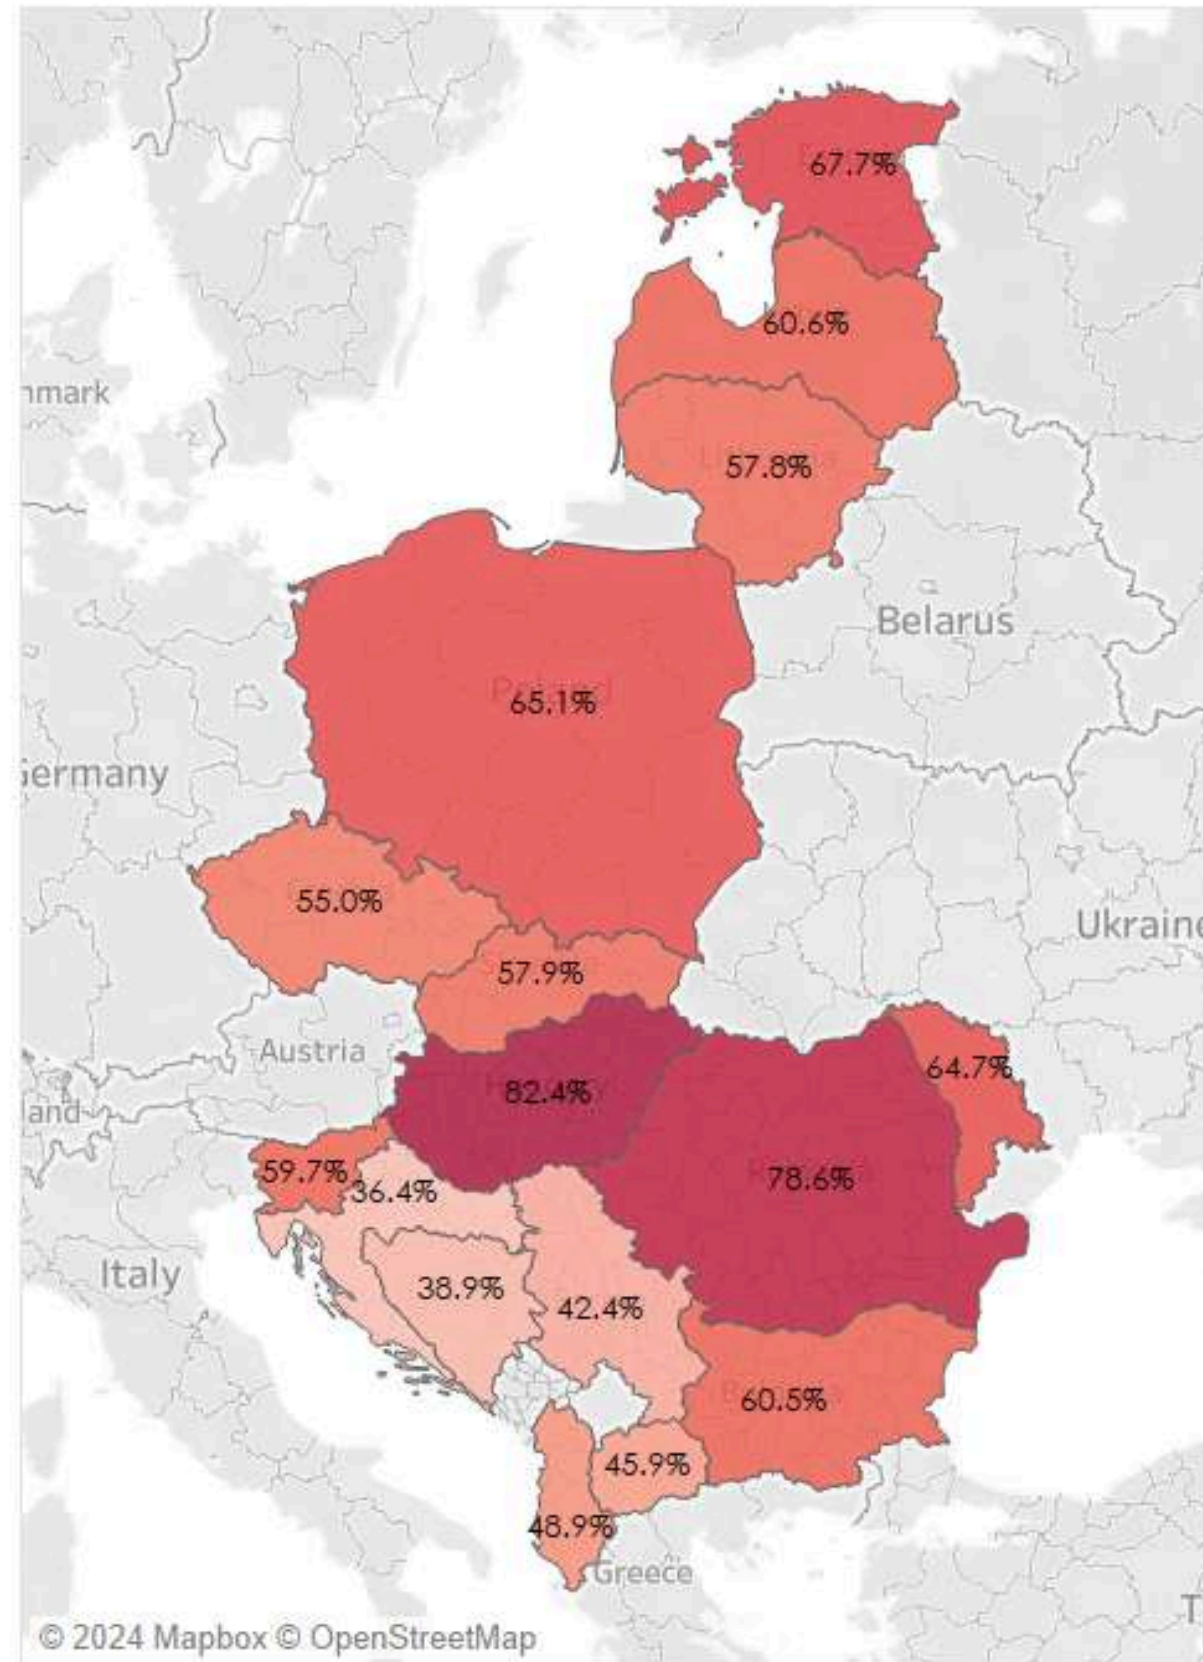 67.7%
60.6%
nmark
57.8%
Belarus
65.1%
Germany
55.0%
Ukraine
57.9%
Austria
64.7%
82.4%
land
59.7%
78.6%
36.4%
Italy
38.9%
42.4%
60.5%
45.9%
48.9%
Greece
T
© 2024 Mapbox © OpenStreetMap